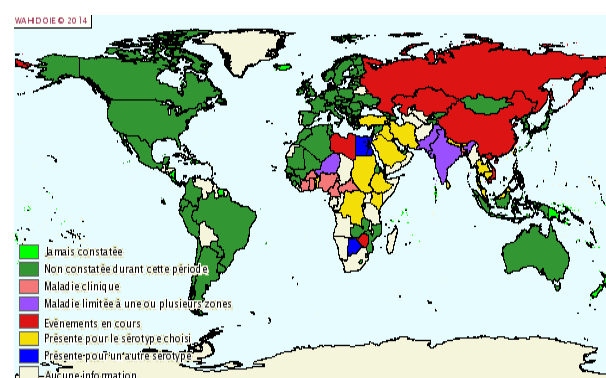 WAHID OIE © 2014
Jamais constatée
Non constatée durant cette période
Maladie clinique
Maladie limitée à une ou plusieurs zones
Evènements en cours
Présente pour le sérotype choisi
Présente pour un autre sérotype
Aucune information